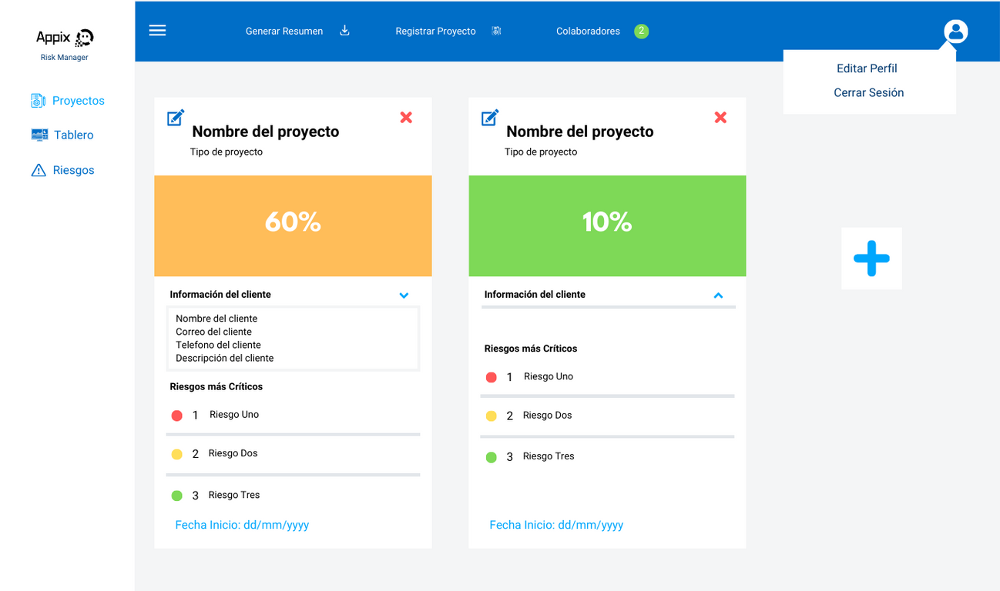 Appix
Risk Manager
Proyectos
Tablero
Riesgos
Generar Resumen
Registrar Proyecto
Colaboradores 2
Editar Perfil
Cerrar Sesión
Nombre del proyecto
Tipo de proyecto
60%
Información del cliente
Nombre del cliente
Correo del cliente
Telefono del cliente
Descripción del cliente
Riesgos más Críticos
1 Riesgo Uno
2 Riesgo Dos
3 Riesgo Tres
Fecha Inicio: dd/mm/yyyy
Nombre del proyecto
Tipo de proyecto
10%
Información del cliente
Riesgos más Críticos
1 Riesgo Uno
2 Riesgo Dos
3 Riesgo Tres
Fecha Inicio: dd/mm/yyyy